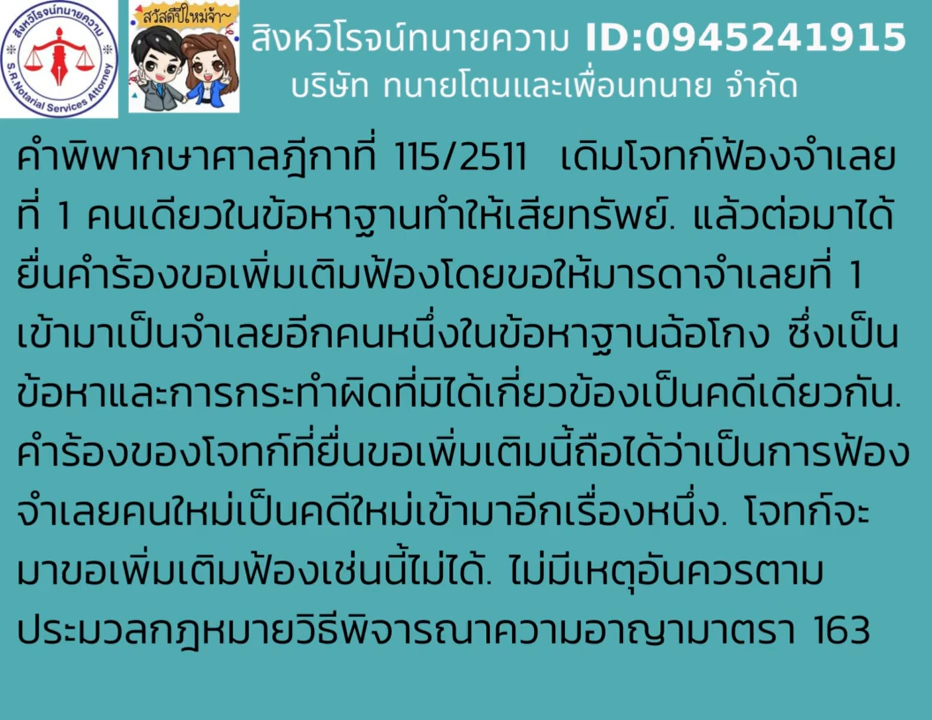 สิงหวิโรจน์ทนายความ
S.R.Notarial Services Attorney
สวัสดีปีใหม่จ้า~
สิงหวิโรจน์ทนายความ ID:0945241915
บริษัท ทนายโตนและเพื่อนทนาย จำกัด
คำพิพากษาศาลฎีกาที่ 115/2511 เดิมโจทก์ฟ้องจำเลย
ที่ 1 คนเดียวในข้อหาฐานทำให้เสียทรัพย์. แล้วต่อมาได้
ยื่นคำร้องขอเพิ่มเติมฟ้องโดยขอให้มารดาจำเลยที่ 1
เข้ามาเป็นจำเลยอีกคนหนึ่งในข้อหาฐานฉ้อโกง ซึ่งเป็น
ข้อหาและการกระทำผิดที่มิได้เกี่ยวข้องเป็นคดีเดียวกัน.
คำร้องของโจทก์ที่ยื่นขอเพิ่มเติมนี้ถือได้ว่าเป็นการฟ้อง
จำเลยคนใหม่เป็นคดีใหม่เข้ามาอีกเรื่องหนึ่ง. โจทก์จะ
มาขอเพิ่มเติมฟ้องเช่นนี้ไม่ได้. ไม่มีเหตุอันควรตาม
ประมวลกฎหมายวิธีพิจารณาความอาญามาตรา 163